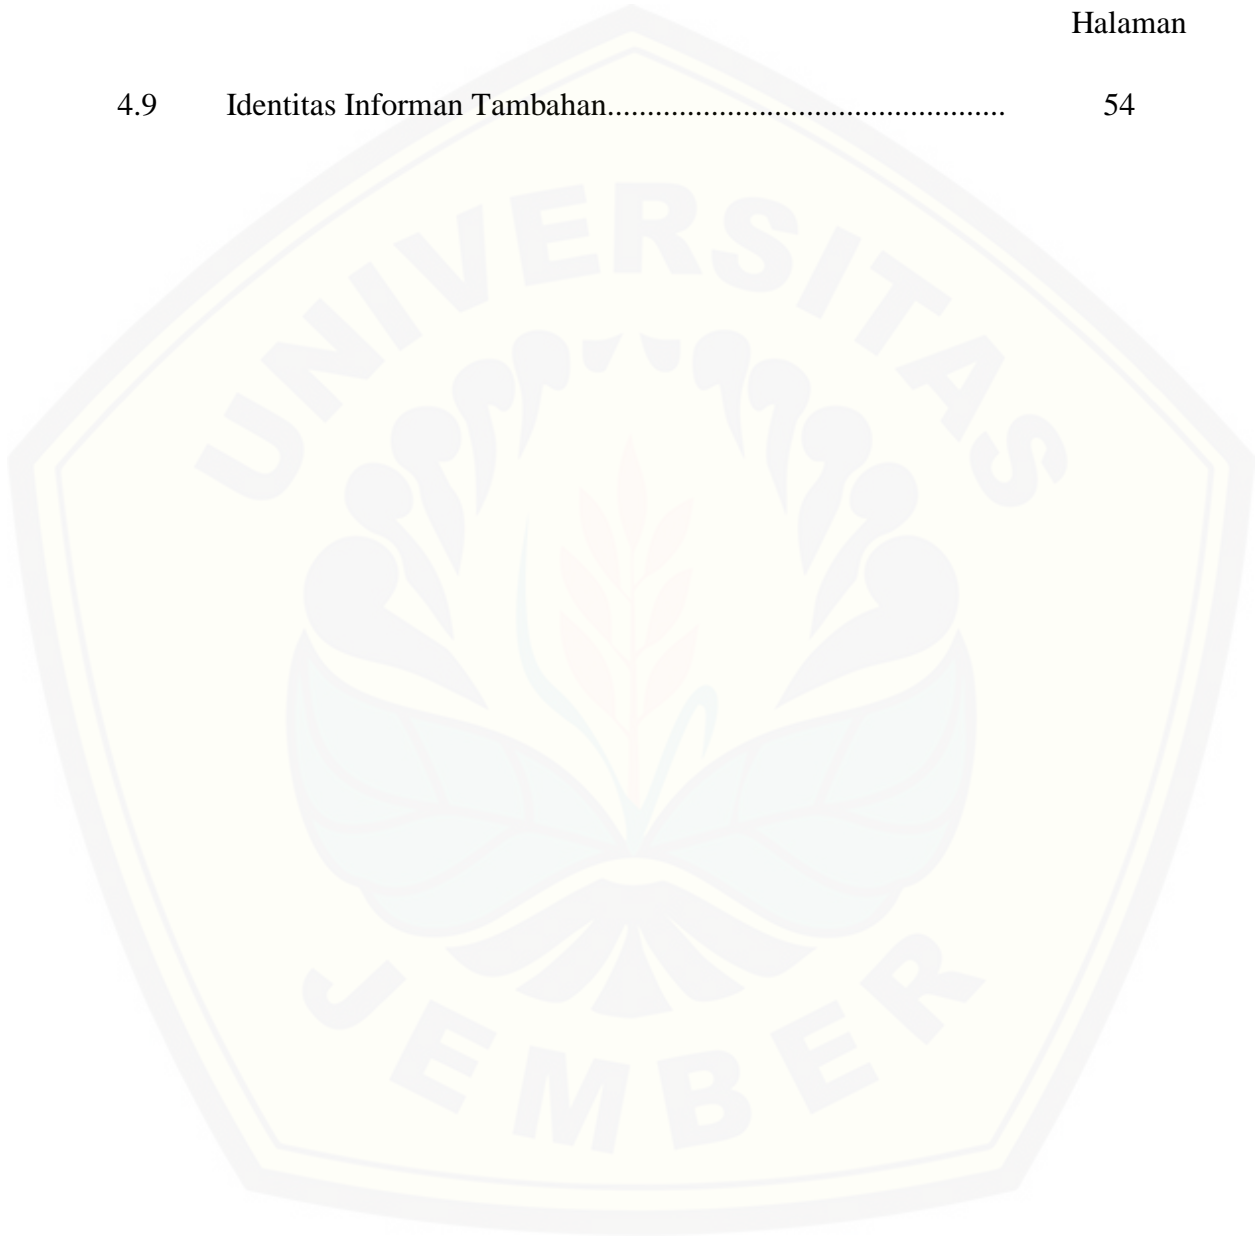 Halaman
4.9 Identitas Informan Tambahan.................................................. 54
UNIVERSITAS
JEMBER